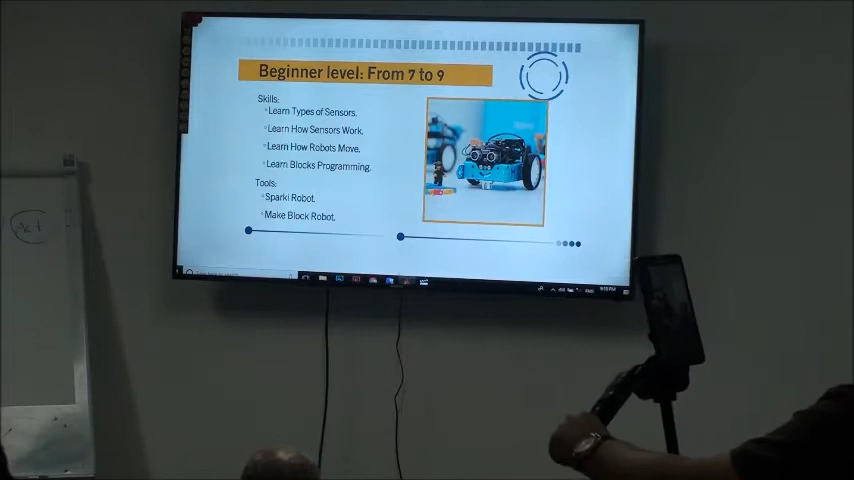 Beginner level: From 7 to 9
Skills:
Learn Types of Sensors.
Learn How Sensors Work.
Learn How Robots Move.
Learn Blocks Programming.
Tools:
Sparki Robot.
Make Block Robot.